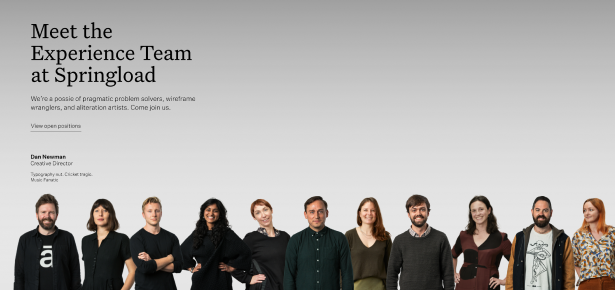 Meet the
Experience Team
at Springload
We're a possie of pragmatic problem solvers, wireframe
wranglers, and aliteration artists. Come join us.
View open positions
Dan Newman
Creative Director
Typography nut. Cricket tragic.
Music Fanatic
ā